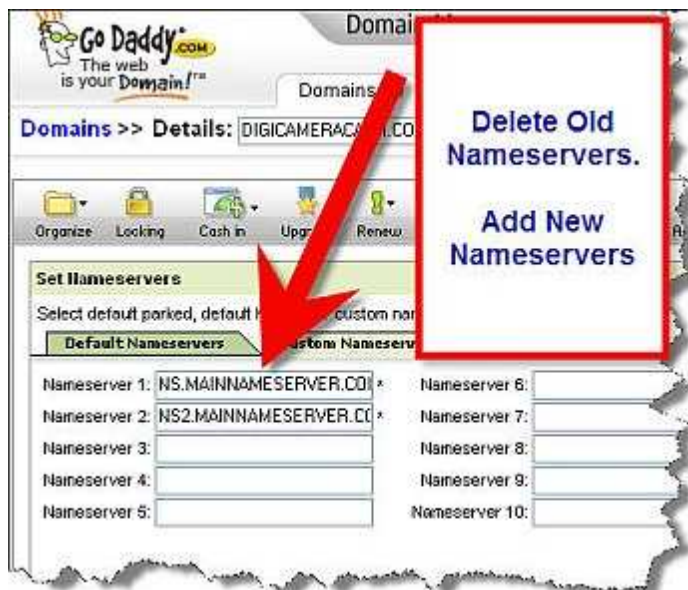 Go Daddy.com
The web
is your Domain!™
Domains
Delete Old
Nameservers.
Add New
Nameservers
Domains >> Details:
Organize Locking Cash in Renew
Set Nameservers
Select default parked, default custom
Default Nameservers
Nameserver 1: NS.MAINNAMESERVER.CO *
Nameserver 6:
Nameserver 2: NS2.MAINNAMESERVER.C *
Nameserver 7:
Nameserver 3:
Nameserver 8:
Nameserver 4:
Nameserver 9:
Nameserver 5:
Nameserver 10: